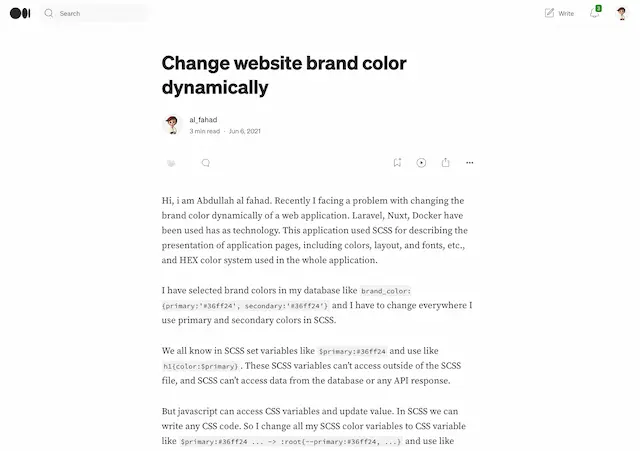 Search
Write
3
Change website brand color
dynamically
al_fahad
3 min read · Jun 6, 2021
Hi, i am Abdullah al fahad. Recently I facing a problem with changing the
brand color dynamically of a web application. Laravel, Nuxt, Docker have
been used has as technology. This application used SCSS for describing the
presentation of application pages, including colors, layout, and fonts, etc.,
and HEX color system used in the whole application.
I have selected brand colors in my database like brand_color:
{primary:'#36ff24', secondary:'#36ff24'} and I have to change everywhere I
use primary and secondary colors in SCSS.
We all know in SCSS set variables like $primary:#36ff24 and use like
h1{color:$primary}. These SCSS variables can't access outside of the SCSS
file, and SCSS can't access data from the database or any API response.
But javascript can access CSS variables and update value. In SCSS we can
write any CSS code. So I change all my SCSS color variables to CSS variable
like $primary:#36ff24 ... -> :root{--primary:#36ff24, ...} and use like